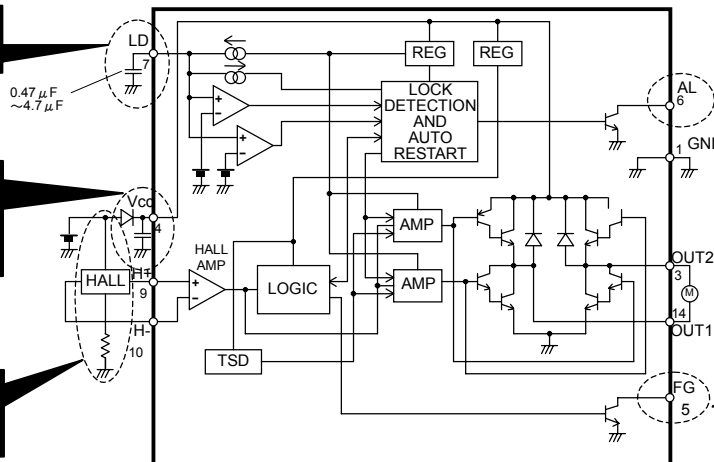 LD
7
0.47μF
～4.7μF
REG
REG
LOCK
DETECTION
AND
AUTO
RESTART
AL
6
1
GND
Vcc
4
HALL
H+
9
H-
10
HALL
AMP
LOGIC
TSD
AMP
AMP
OUT2
3
M
14
OUT1
FG
5